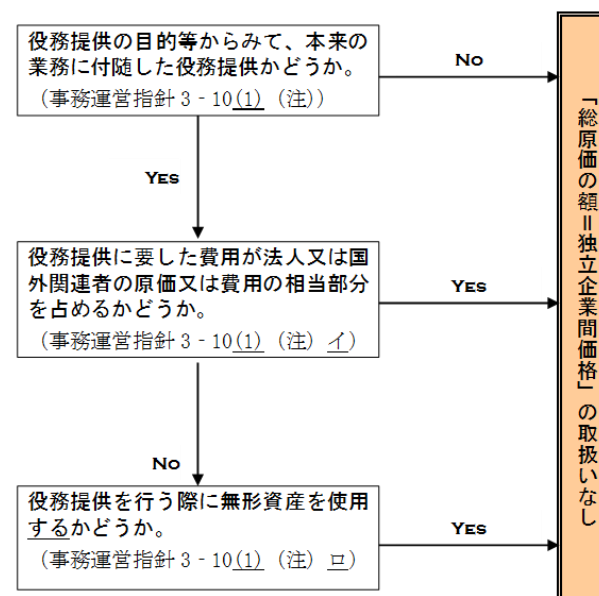 役務提供の目的等からみて、本来の
業務に付随した役務提供かどうか。
（事務運営指針３‐10(1)（注））
NO
YES
役務提供に要した費用が法人又は国
外関連者の原価又は費用の相当部分
を占めるかどうか。
（事務運営指針３‐10(1)（注）イ）
YES
NO
役務提供を行う際に無形資産を使用
するかどうか。
（事務運営指針３‐10(1)（注）ロ）
YES
「総原価の額＝独立企業間価格」の取扱いなし